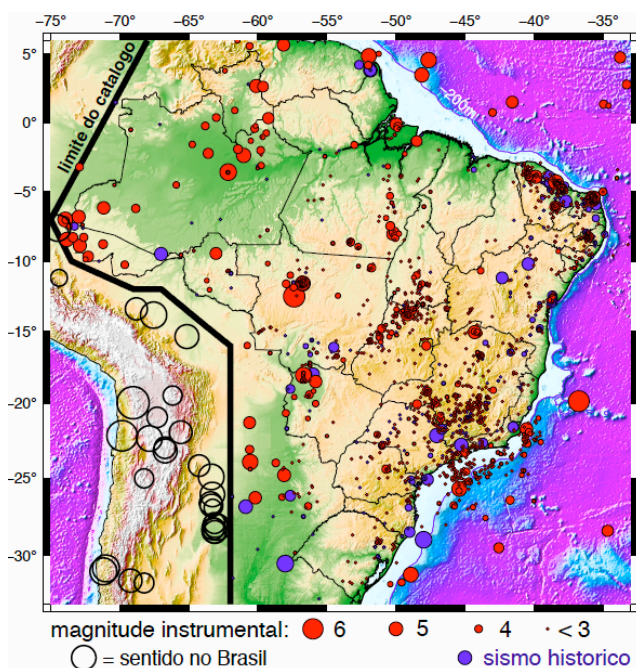 −75° −70° −65° −60° −55° −50° −45° −40° −35°
5°
limite do catalogo
−200m
0°
−5°
−10°
−15°
−20°
−25°
−30°
magnitude instrumental: 6 5 4 < 3
= sentido no Brasil sismo historico